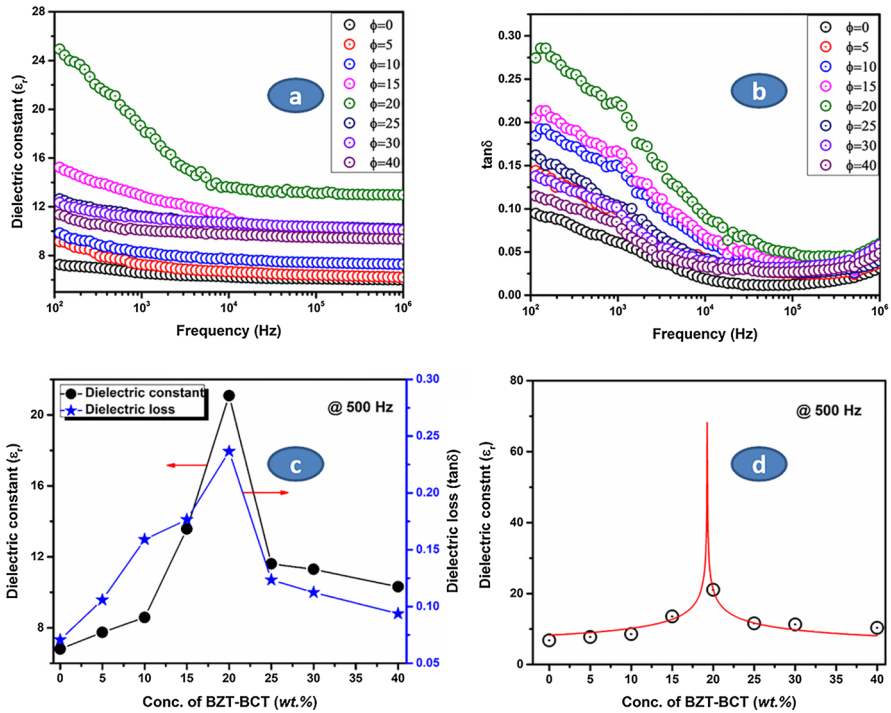 28
24
20
16
12
8
Dielectric constant (εr)
10² 10³ 10⁴ 10⁵ 10⁶
Frequency (Hz)
a
ϕ=0
ϕ=5
ϕ=10
ϕ=15
ϕ=20
ϕ=25
ϕ=30
ϕ=40
0.30
0.25
0.20
0.15
0.10
0.05
0.00
tanδ
10² 10³ 10⁴ 10⁵ 10⁶
Frequency (Hz)
b
ϕ=0
ϕ=5
ϕ=10
ϕ=15
ϕ=20
ϕ=25
ϕ=30
ϕ=40
Dielectric constant
Dielectric loss
@ 500 Hz
c
20
16
12
8
Dielectric constant (εr)
0.30
0.25
0.20
0.15
0.10
0.05
Dielectric loss (tanδ)
0 5 10 15 20 25 30 35 40
Conc. of BZT-BCT (wt.%)
@ 500 Hz
d
80
60
40
20
0
Dielectric constnt (εr)
0 5 10 15 20 25 30 35 40
Conc. of BZT-BCT (wt.%)